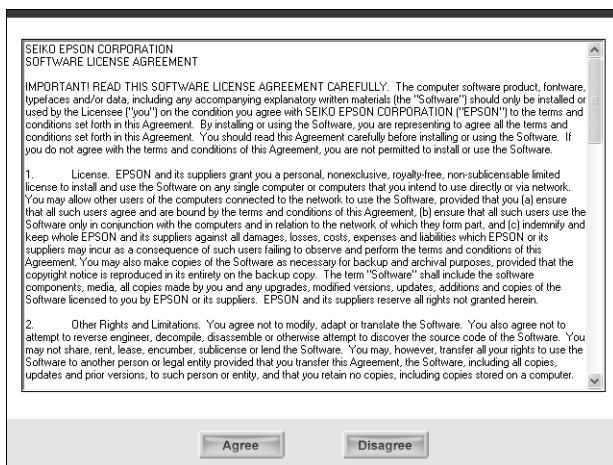 SEIKO EPSON CORPORATION
SOFTWARE LICENSE AGREEMENT
IMPORTANT! READ THIS SOFTWARE LICENSE AGREEMENT CAREFULLY. The computer software product, fontware,
typefaces and/or data, including any accompanying explanatory written materials (the "Software") should only be installed or
used by the Licensee ("you") on the condition you agree with SEIKO EPSON CORPORATION ("EPSON") to the terms and
conditions set forth in this Agreement. By installing or using the Software, you are representing to agree all the terms and
conditions set forth in this Agreement. You should read this Agreement carefully before installing or using the Software. If
you do not agree with the terms and conditions of this Agreement, you are not permitted to install or use the Software.
1. License. EPSON and its suppliers grant you a personal, nonexclusive, royalty-free, non-sublicensable limited
license to install and use the Software on any single computer or computers that you intend to use directly or via network.
You may allow other users of the computers connected to the network to use the Software, provided that you (a) ensure
that all such users agree and are bound by the terms and conditions of this Agreement, (b) ensure that all such users use the
Software only in conjunction with the computers and in relation to the network of which they form part, and (c) indemnify and
keep whole EPSON and its suppliers against all damages, losses, costs, expenses and liabilities which EPSON or its
suppliers may incur as a consequence of such users failing to observe and perform the terms and conditions of this
Agreement. You may also make copies of the Software as necessary for backup and archival purposes, provided that the
copyright notice is reproduced in its entirety on the backup copy. The term "Software" shall include the software
components, media, all copies made by you and any upgrades, modified versions, updates, additions and copies of the
Software licensed to you by EPSON or its suppliers. EPSON and its suppliers reserve all rights not granted herein.
2. Other Rights and Limitations. You agree not to modify, adapt or translate the Software. You also agree not to
attempt to reverse engineer, decompile, disassemble or otherwise attempt to discover the source code of the Software. You
may not share, rent, lease, encumber, sublicense or lend the Software. You may, however, transfer all your rights to use the
Software to another person or legal entity provided that you transfer this Agreement, the Software, including all copies,
updates and prior versions, to such person or entity, and that you retain no copies, including copies stored on a computer.
Agree Disagree